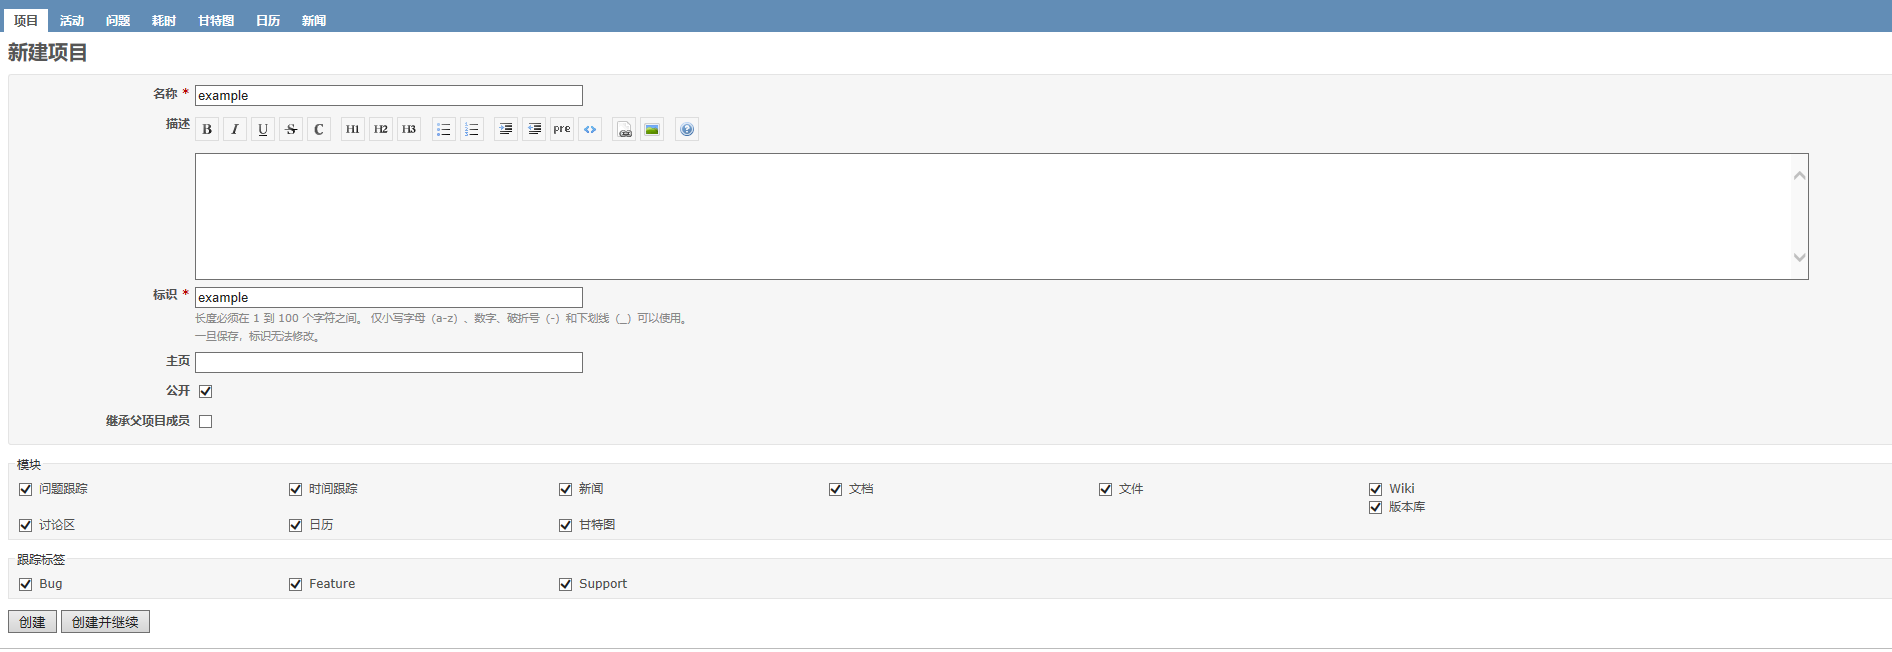 项目 活动 问题 耗时 甘特图 日历 新闻
新建项目
名称 * example
描述 B I U S C H1 H2 H3 pre <>
标识 * example
长度必须在 1 到 100 个字符之间。 仅小写字母（a-z）、数字、破折号（-）和下划线（_）可以使用。
一旦保存，标识无法修改。
主页
公开
继承父项目成员
模块
问题跟踪 时间跟踪 新闻 文档 文件 Wiki
版本库
讨论区 日历 甘特图
跟踪标签
Bug Feature Support
创建 创建并继续